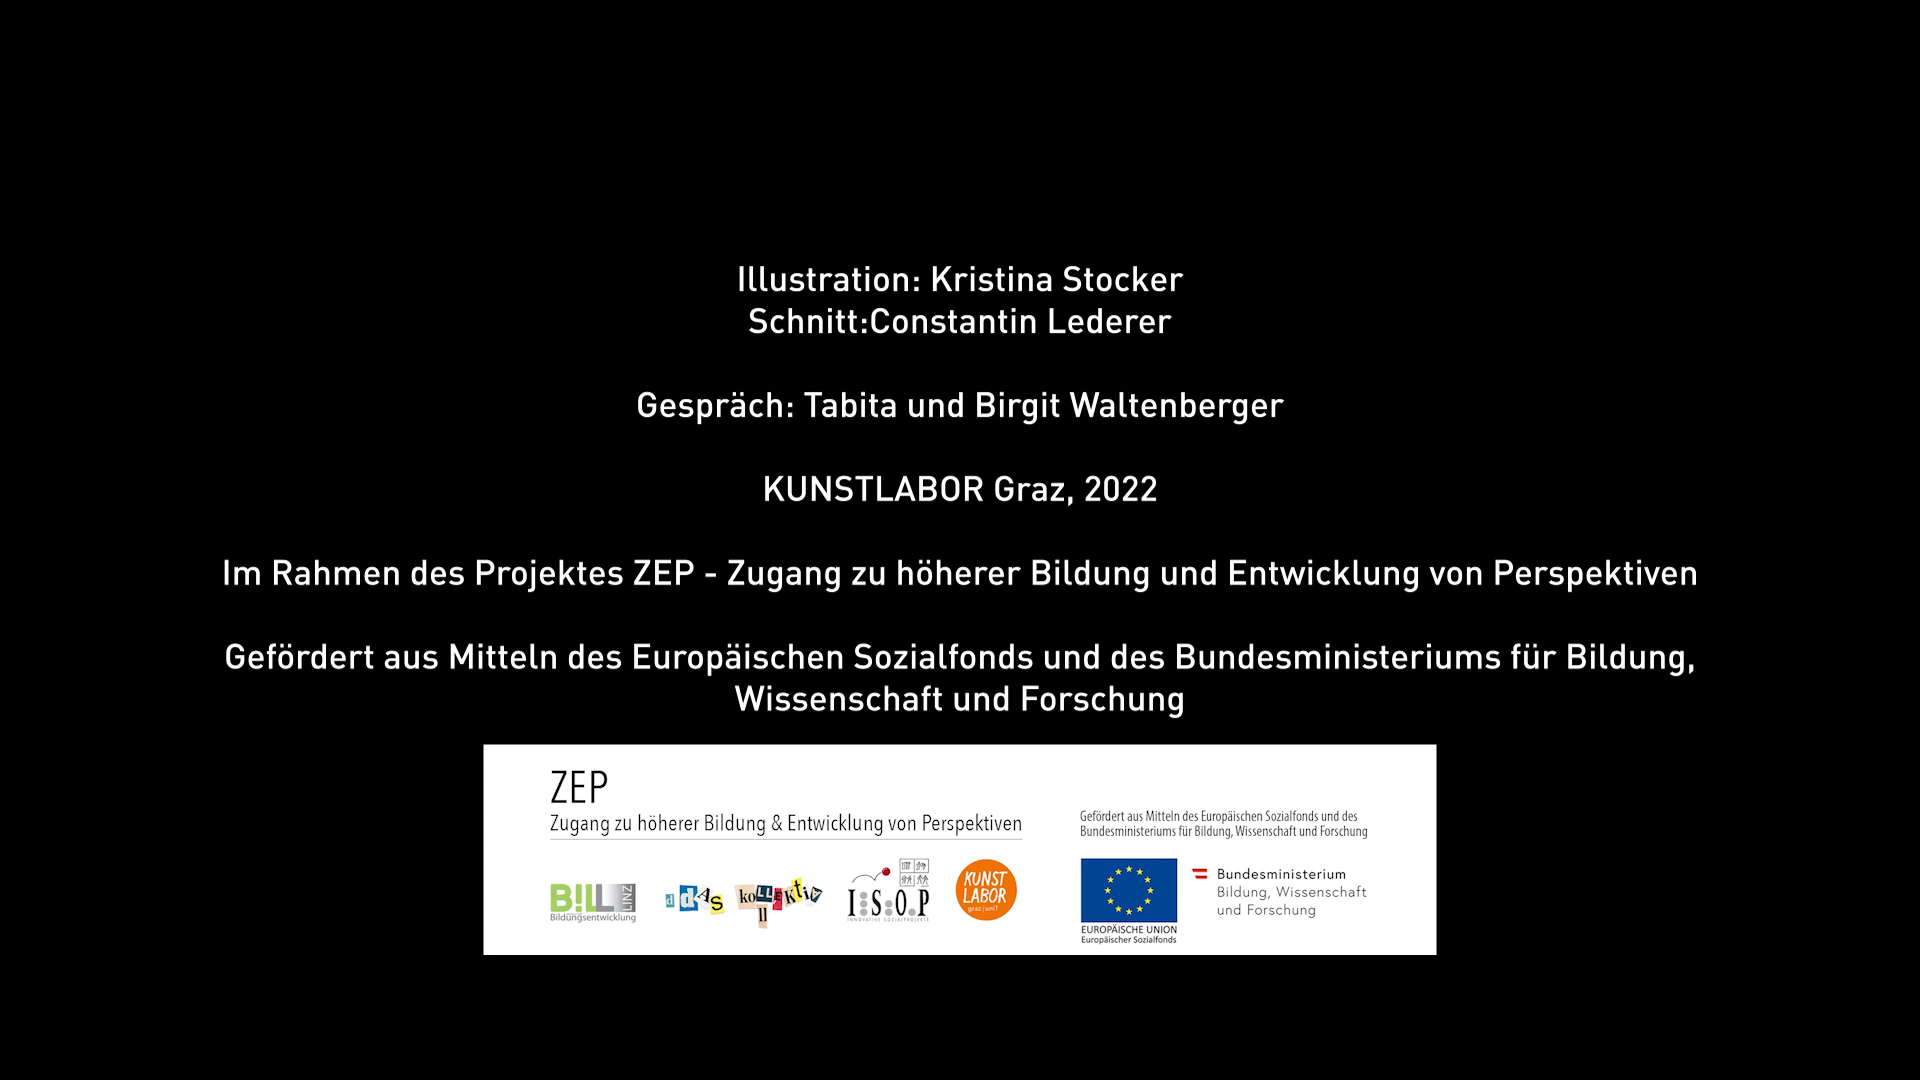 Illustration: Kristina Stocker
Schnitt:Constantin Lederer
Gespräch: Tabita und Birgit Waltenberger
KUNSTLABOR Graz, 2022
Im Rahmen des Projektes ZEP - Zugang zu höherer Bildung und Entwicklung von Perspektiven
Gefördert aus Mitteln des Europäischen Sozialfonds und des Bundesministeriums für Bildung,
Wissenschaft und Forschung
ZEP
Zugang zu höherer Bildung & Entwicklung von Perspektiven
B!LL LINZ
Bildungsentwicklung
dAS koLLEKtiv
I:S:O.P
INNOVATIVE SOZIALPROJEKTE
KUNST
LABOR
graz/uniT
Gefördert aus Mitteln des Europäischen Sozialfonds und des
Bundesministeriums für Bildung, Wissenschaft und Forschung
EUROPÄISCHE UNION
Europäischer Sozialfonds
Bundesministerium
Bildung, Wissenschaft
und Forschung